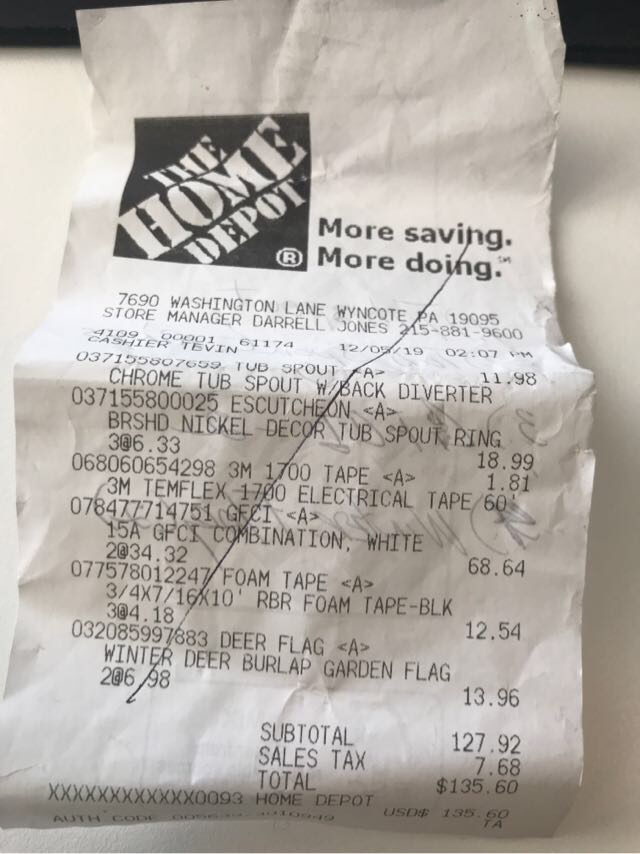 THE
HOME
DEPOT
®
More saving.
More doing.℠
7690 WASHINGTON LANE WYNCOTE PA 19095
STORE MANAGER DARRELL JONES 215-881-9600
4109 00001 61174 12/05/19 02:07 PM
CASHIER TEVIN
037155807659 TUB SPOUT <A> 11.98
CHROME TUB SPOUT W/BACK DIVERTER
037155800025 ESCUTCHEON <A>
BRSHD NICKEL DECOR TUB SPOUT RING
3@6.33 18.99
068060654298 3M 1700 TAPE <A> 1.81
3M TEMFLEX 1700 ELECTRICAL TAPE 60'
078477714751 GFCI <A>
15A GFCI COMBINATION, WHITE
2@34.32 68.64
077578012247 FOAM TAPE <A>
3/4X7/16X10' RBR FOAM TAPE-BLK
3@4.18 12.54
032085997883 DEER FLAG <A>
WINTER DEER BURLAP GARDEN FLAG
2@6.98 13.96
SUBTOTAL 127.92
SALES TAX 7.68
TOTAL $135.60
XXXXXXXXXXXX0093 HOME DEPOT
USD$ 135.60
AUTH CODE TA